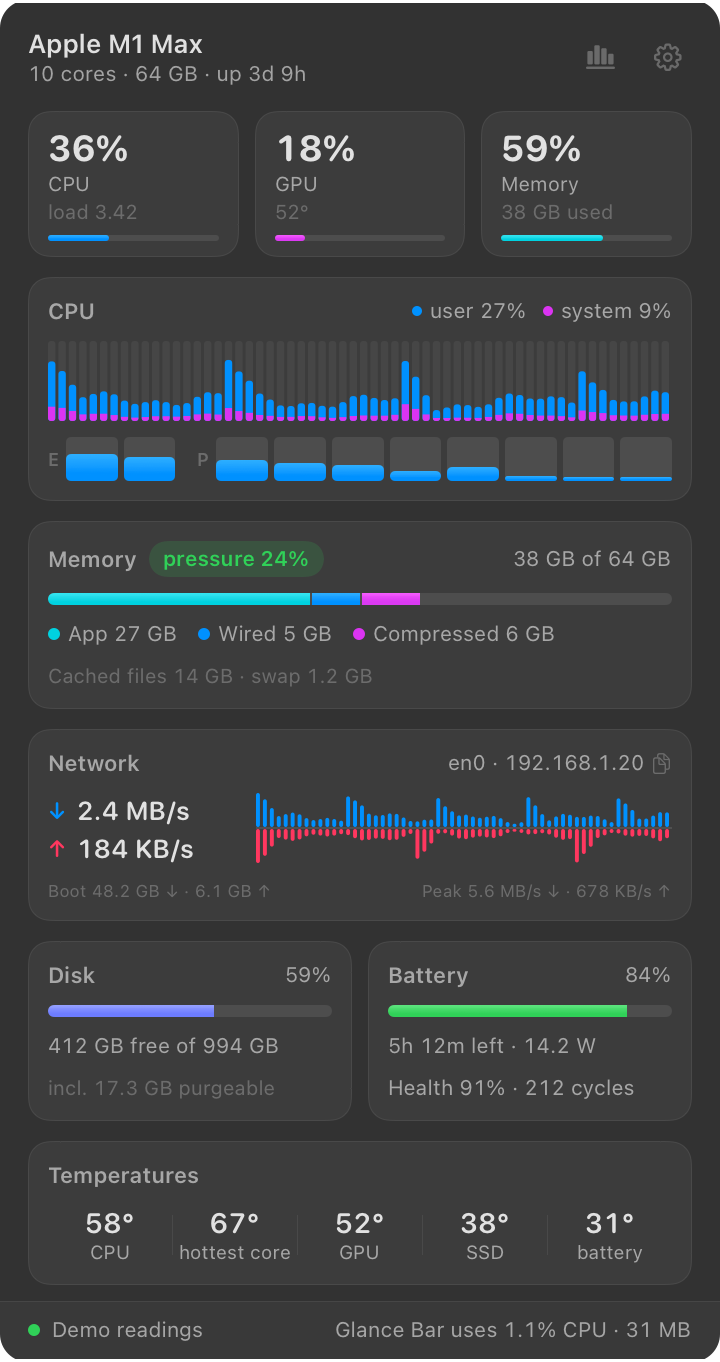 Apple M1 Max
10 cores · 64 GB · up 3d 9h
36%
CPU
load 3.42
18%
GPU
52°
59%
Memory
38 GB used
CPU
user 27% system 9%
E P
Memory pressure 24% 38 GB of 64 GB
App 27 GB Wired 5 GB Compressed 6 GB
Cached files 14 GB · swap 1.2 GB
Network en0 · 192.168.1.20
↓ 2.4 MB/s
↑ 184 KB/s
Boot 48.2 GB ↓ · 6.1 GB ↑ Peak 5.6 MB/s ↓ · 678 KB/s ↑
Disk 59%
412 GB free of 994 GB
incl. 17.3 GB purgeable
Battery 84%
5h 12m left · 14.2 W
Health 91% · 212 cycles
Temperatures
58° 67° 52° 38° 31°
CPU hottest core GPU SSD battery
Demo readings Glance Bar uses 1.1% CPU · 31 MB